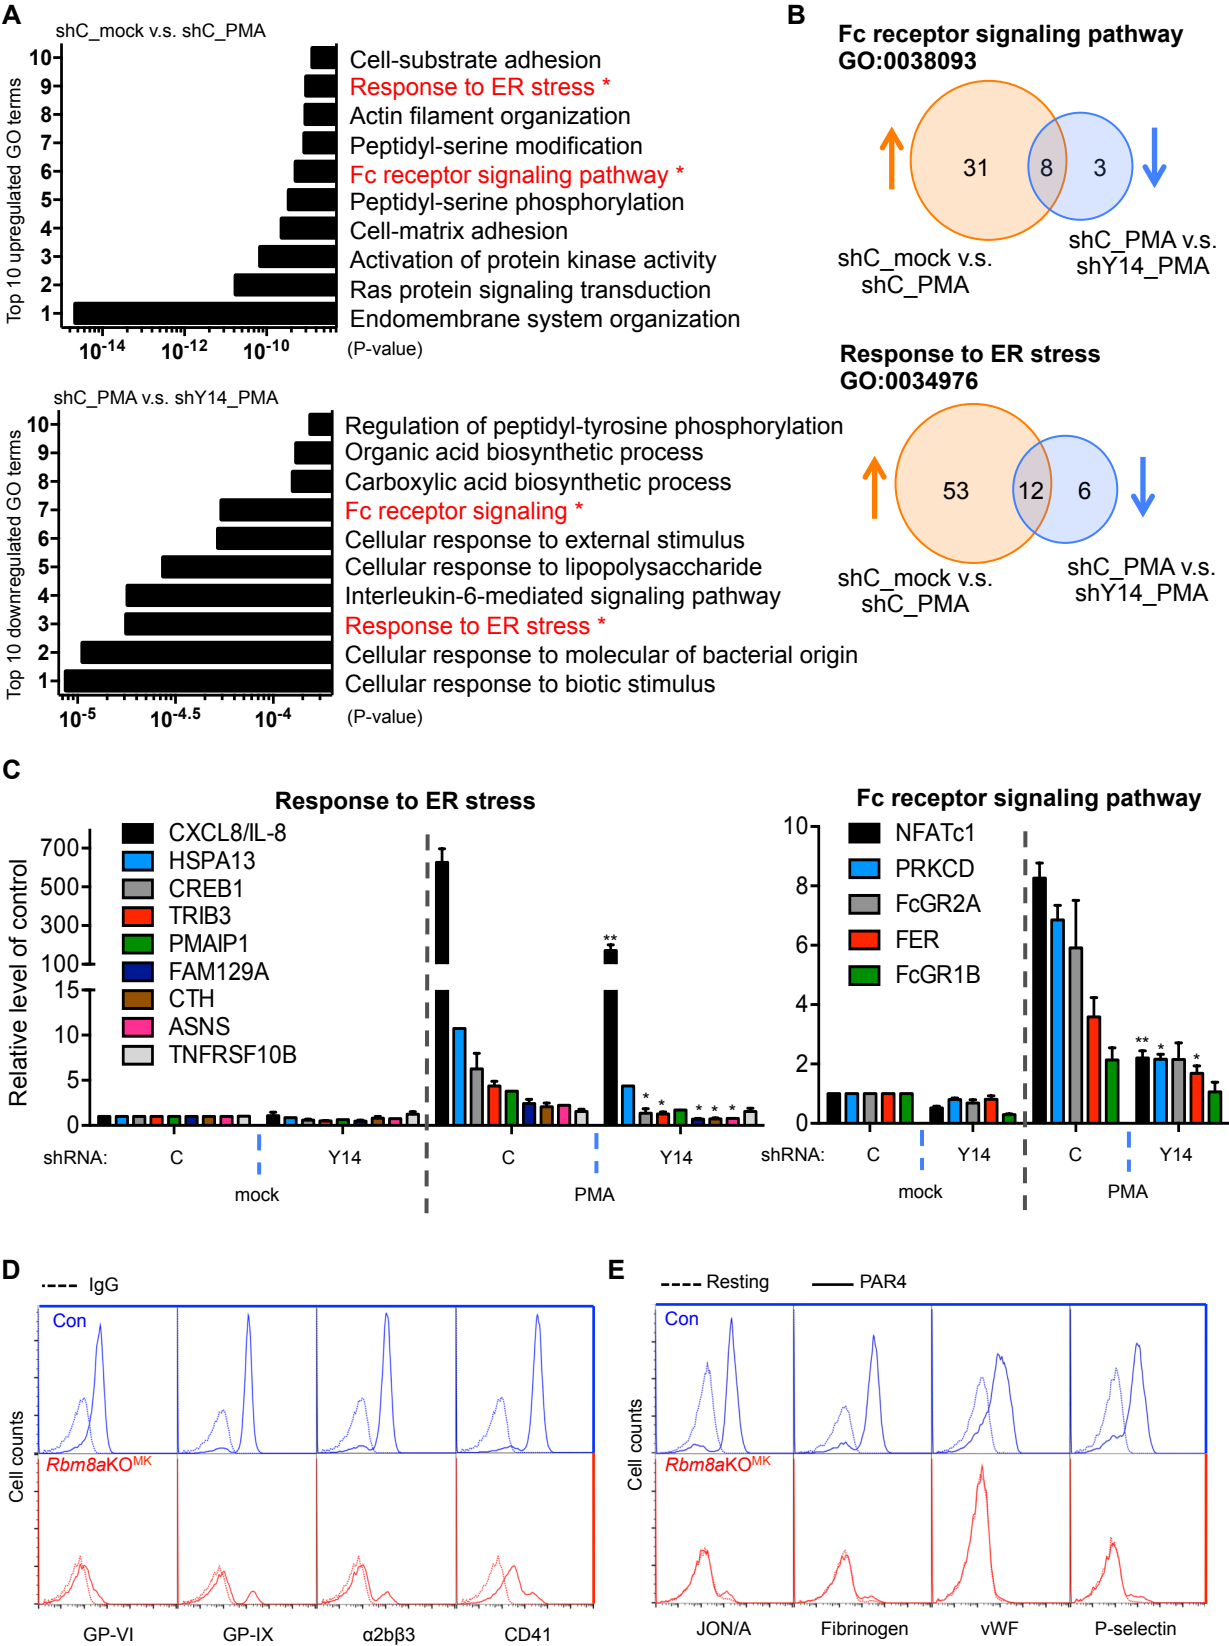 A
shC_mock v.s. shC_PMA
Top 10 upregulated GO terms
10
Cell-substrate adhesion
9
Response to ER stress *
8
Actin filament organization
7
Peptidyl-serine modification
6
Fc receptor signaling pathway *
5
Peptidyl-serine phosphorylation
4
Cell-matrix adhesion
3
Activation of protein kinase activity
2
Ras protein signaling transduction
1
Endomembrane system organization
10-14 10-12 10-10 (P-value)
shC_PMA v.s. shY14_PMA
Top 10 downregulated GO terms
10
Regulation of peptidyl-tyrosine phosphorylation
9
Organic acid biosynthetic process
8
Carboxylic acid biosynthetic process
7
Fc receptor signaling *
6
Cellular response to external stimulus
5
Cellular response to lipopolysaccharide
4
Interleukin-6-mediated signaling pathway
3
Response to ER stress *
2
Cellular response to molecular of bacterial origin
1
Cellular response to biotic stimulus
10-5 10-4.5 10-4 (P-value)
B
Fc receptor signaling pathway
GO:0038093
31 8 3
shC_mock v.s.
shC_PMA
shC_PMA v.s.
shY14_PMA
Response to ER stress
GO:0034976
53 12 6
shC_mock v.s.
shC_PMA
shC_PMA v.s.
shY14_PMA
C
Response to ER stress
Relative level of control
700
500
300
100
15
10
5
0
CXCL8/IL-8
HSPA13
CREB1
TRIB3
PMAIP1
FAM129A
CTH
ASNS
TNFRSF10B
**
* * * * *
shRNA: C Y14 C Y14
mock PMA
Fc receptor signaling pathway
10
8
6
4
2
0
NFATc1
PRKCD
FcGR2A
FER
FcGR1B
** * *
shRNA: C Y14 C Y14
mock PMA
D
IgG
Cell counts
Con
Rbm8aKOMK
GP-VI GP-IX α2bβ3 CD41
E
Resting PAR4
Cell counts
Con
Rbm8aKOMK
JON/A Fibrinogen vWF P-selectin